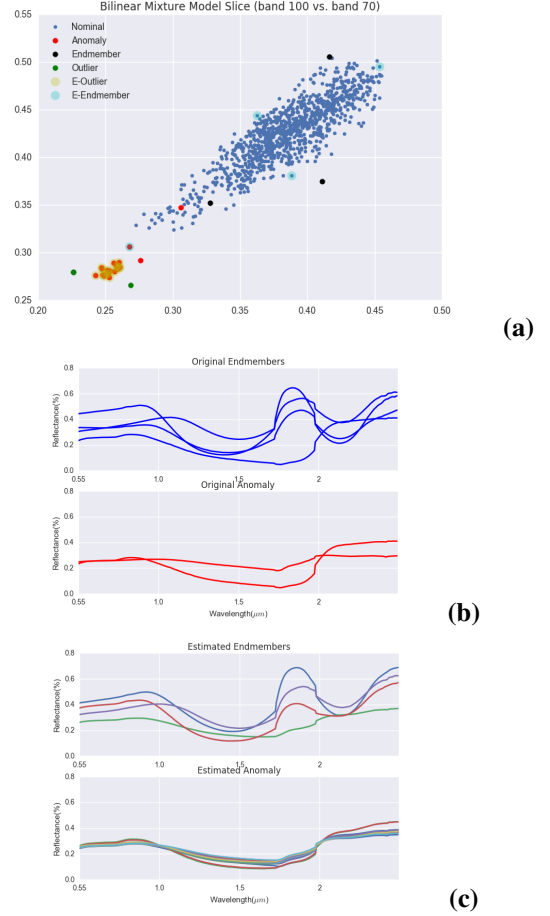 Bilinear Mixture Model Slice (band 100 vs. band 70)
0.55
0.50
0.45
0.40
0.35
0.30
0.25
Nominal
Anomaly
Endmember
Outlier
E-Outlier
E-Endmember
0.20 0.25 0.30 0.35 0.40 0.45 0.50
(a)
Original Endmembers
0.8
0.6
0.4
0.2
0.0
Reflectance(%)
0.55 1.0 1.5 2
Original Anomaly
0.8
0.6
0.4
0.2
0.0
Reflectance(%)
0.55 1.0 1.5 2
Wavelength(μm)
(b)
Estimated Endmembers
0.8
0.6
0.4
0.2
0.0
Reflectance(%)
0.55 1.0 1.5 2
Estimated Anomaly
0.8
0.6
0.4
0.2
0.0
Reflectance(%)
0.55 1.0 1.5 2
Wavelength(μm)
(c)